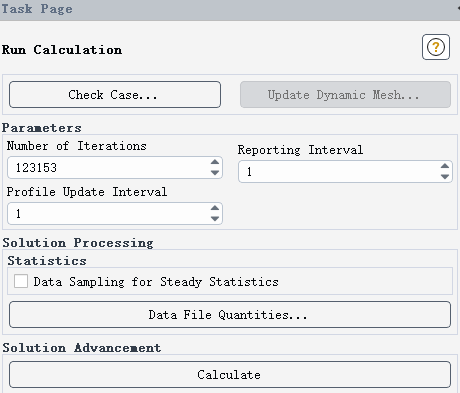 Task Page
Run Calculation
?
Check Case... Update Dynamic Mesh...
Parameters
Number of Iterations
Reporting Interval
123153
1
Profile Update Interval
1
Solution Processing
Statistics
Data Sampling for Steady Statistics
Data File Quantities...
Solution Advancement
Calculate